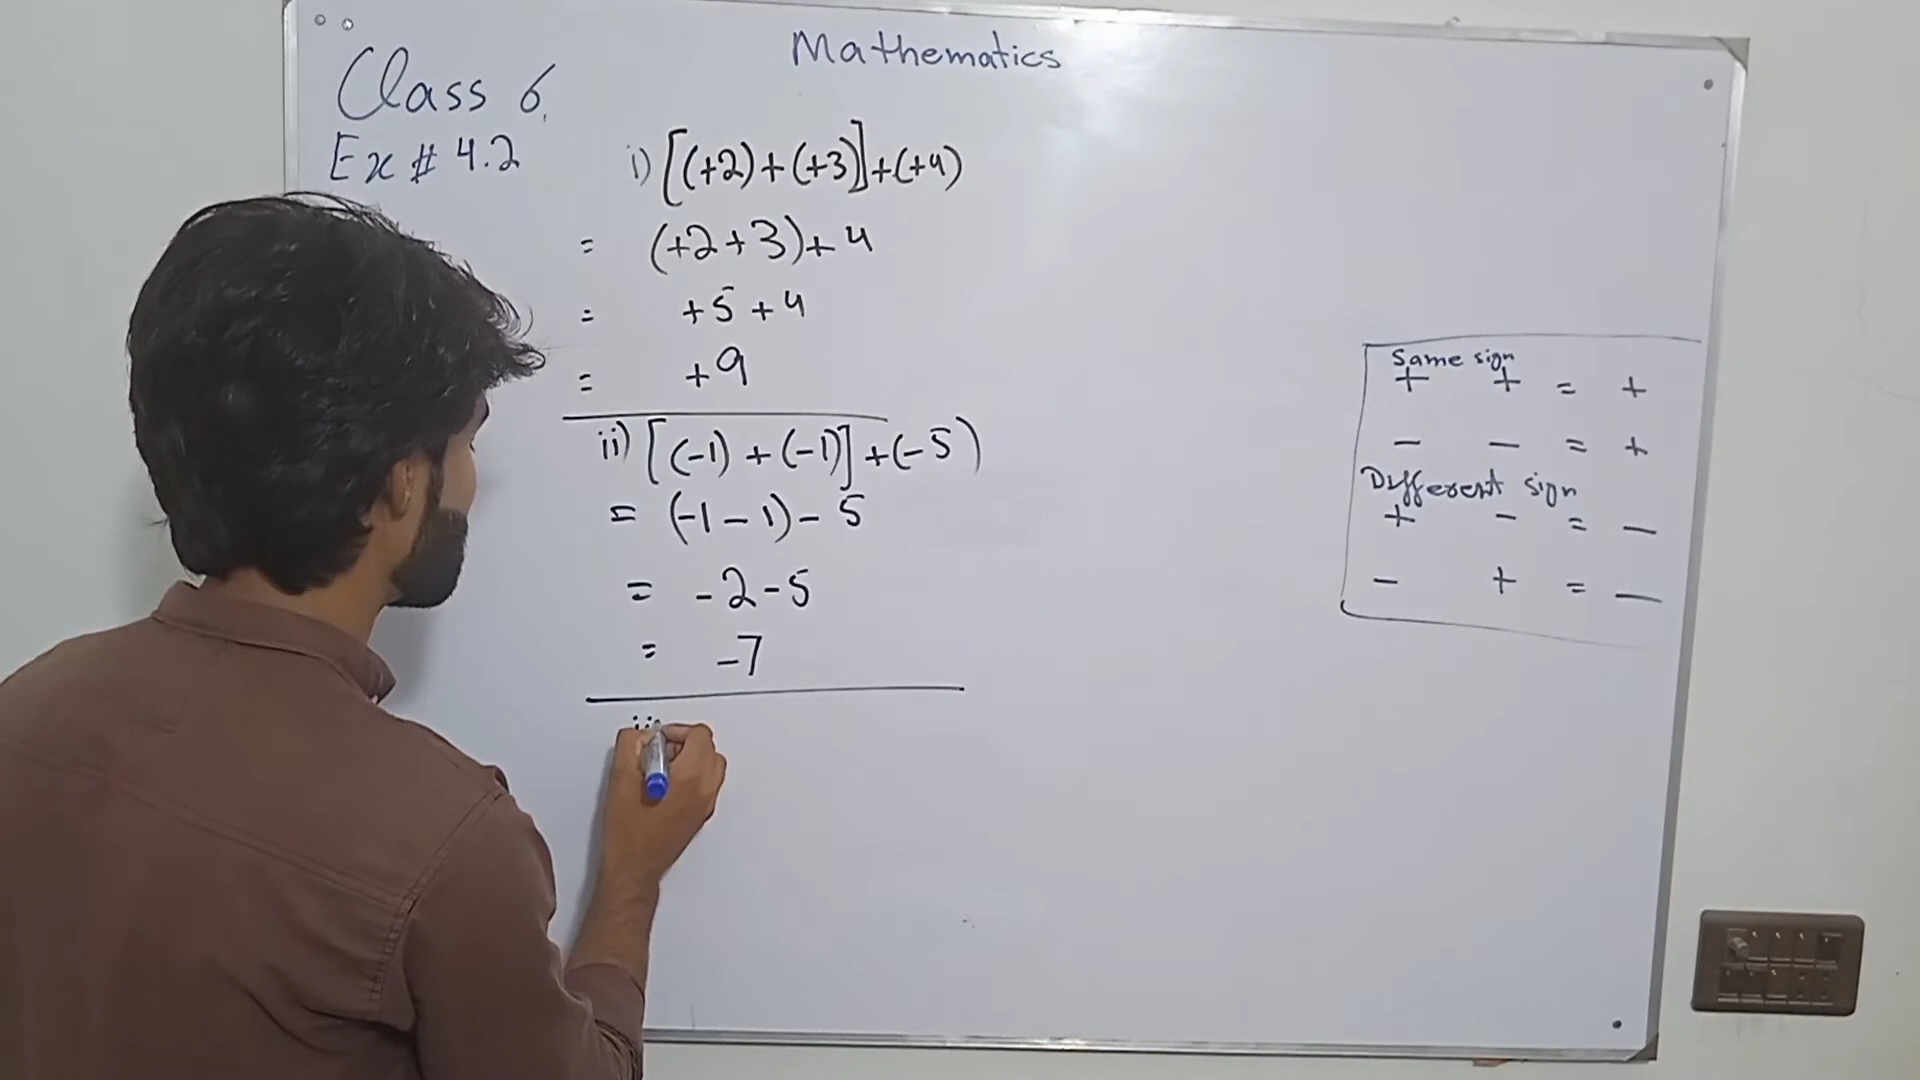 Mathematics
Class 6.
Ex # 4.2
i) [(+2)+(+3)]+(+4)
= (+2+3)+4
= +5+4
= +9
ii) [(-1)+(-1)]+(-5)
= (-1-1)-5
= -2-5
= -7
Same sign
+ + = +
- - = +
Different sign
+ - = -
- + = -